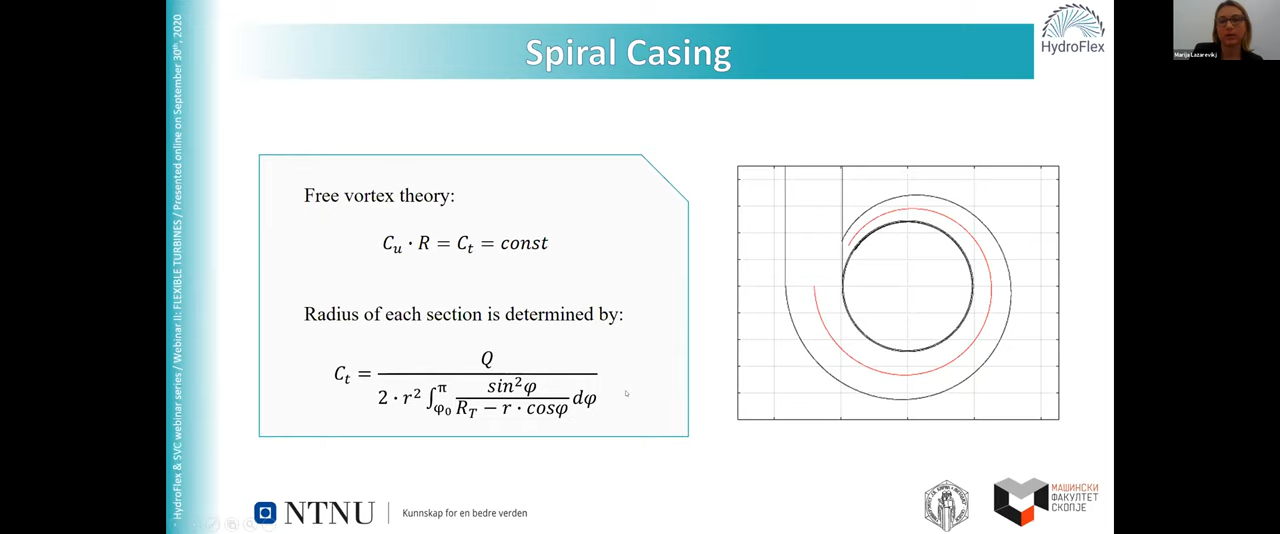 HydroFlex & SVC webinar series / Webinar II: FLEXIBLE TURBINES / Presented online on September 30th, 2020
Spiral Casing
HydroFlex
Marija Lazarevikj
Free vortex theory:
C_u · R = C_t = const
Radius of each section is determined by:
C_t = Q / (2 · r² ∫_φ₀^π sin²φ / (R_T − r · cosφ) dφ)
NTNU
Kunnskap for en bedre verden
МАШИНСКИ
ФАКУЛТЕТ
СКОПЈЕ